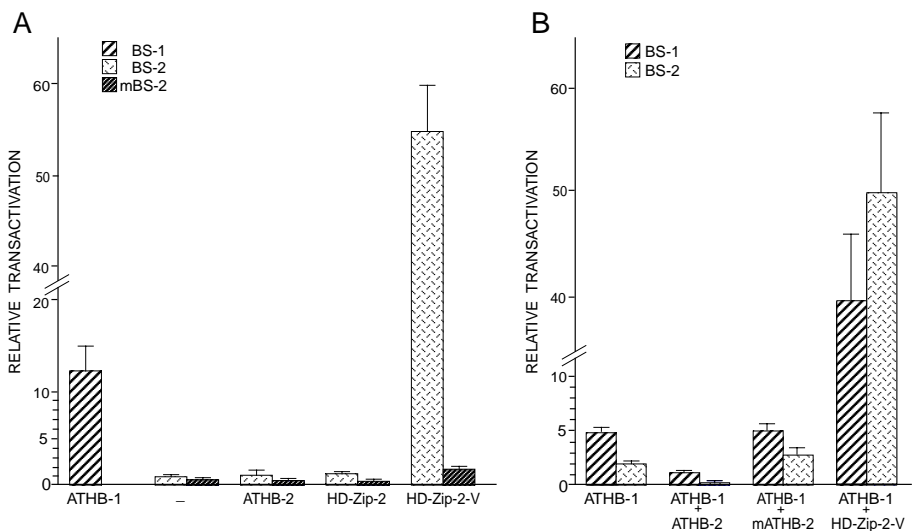 A
BS-1
BS-2
mBS-2
RELATIVE TRANSACTIVATION
60
50
40
20
10
5
0
ATHB-1
–
ATHB-2
HD-Zip-2
HD-Zip-2-V
B
BS-1
BS-2
RELATIVE TRANSACTIVATION
60
50
40
10
5
0
ATHB-1
ATHB-1
+
ATHB-2
ATHB-1
+
mATHB-2
ATHB-1
+
HD-Zip-2-V